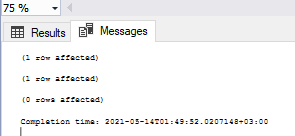 75 %
Results Messages
(1 row affected)
(1 row affected)
(0 rows affected)
Completion time: 2021-05-14T01:49:52.0207148+03:00